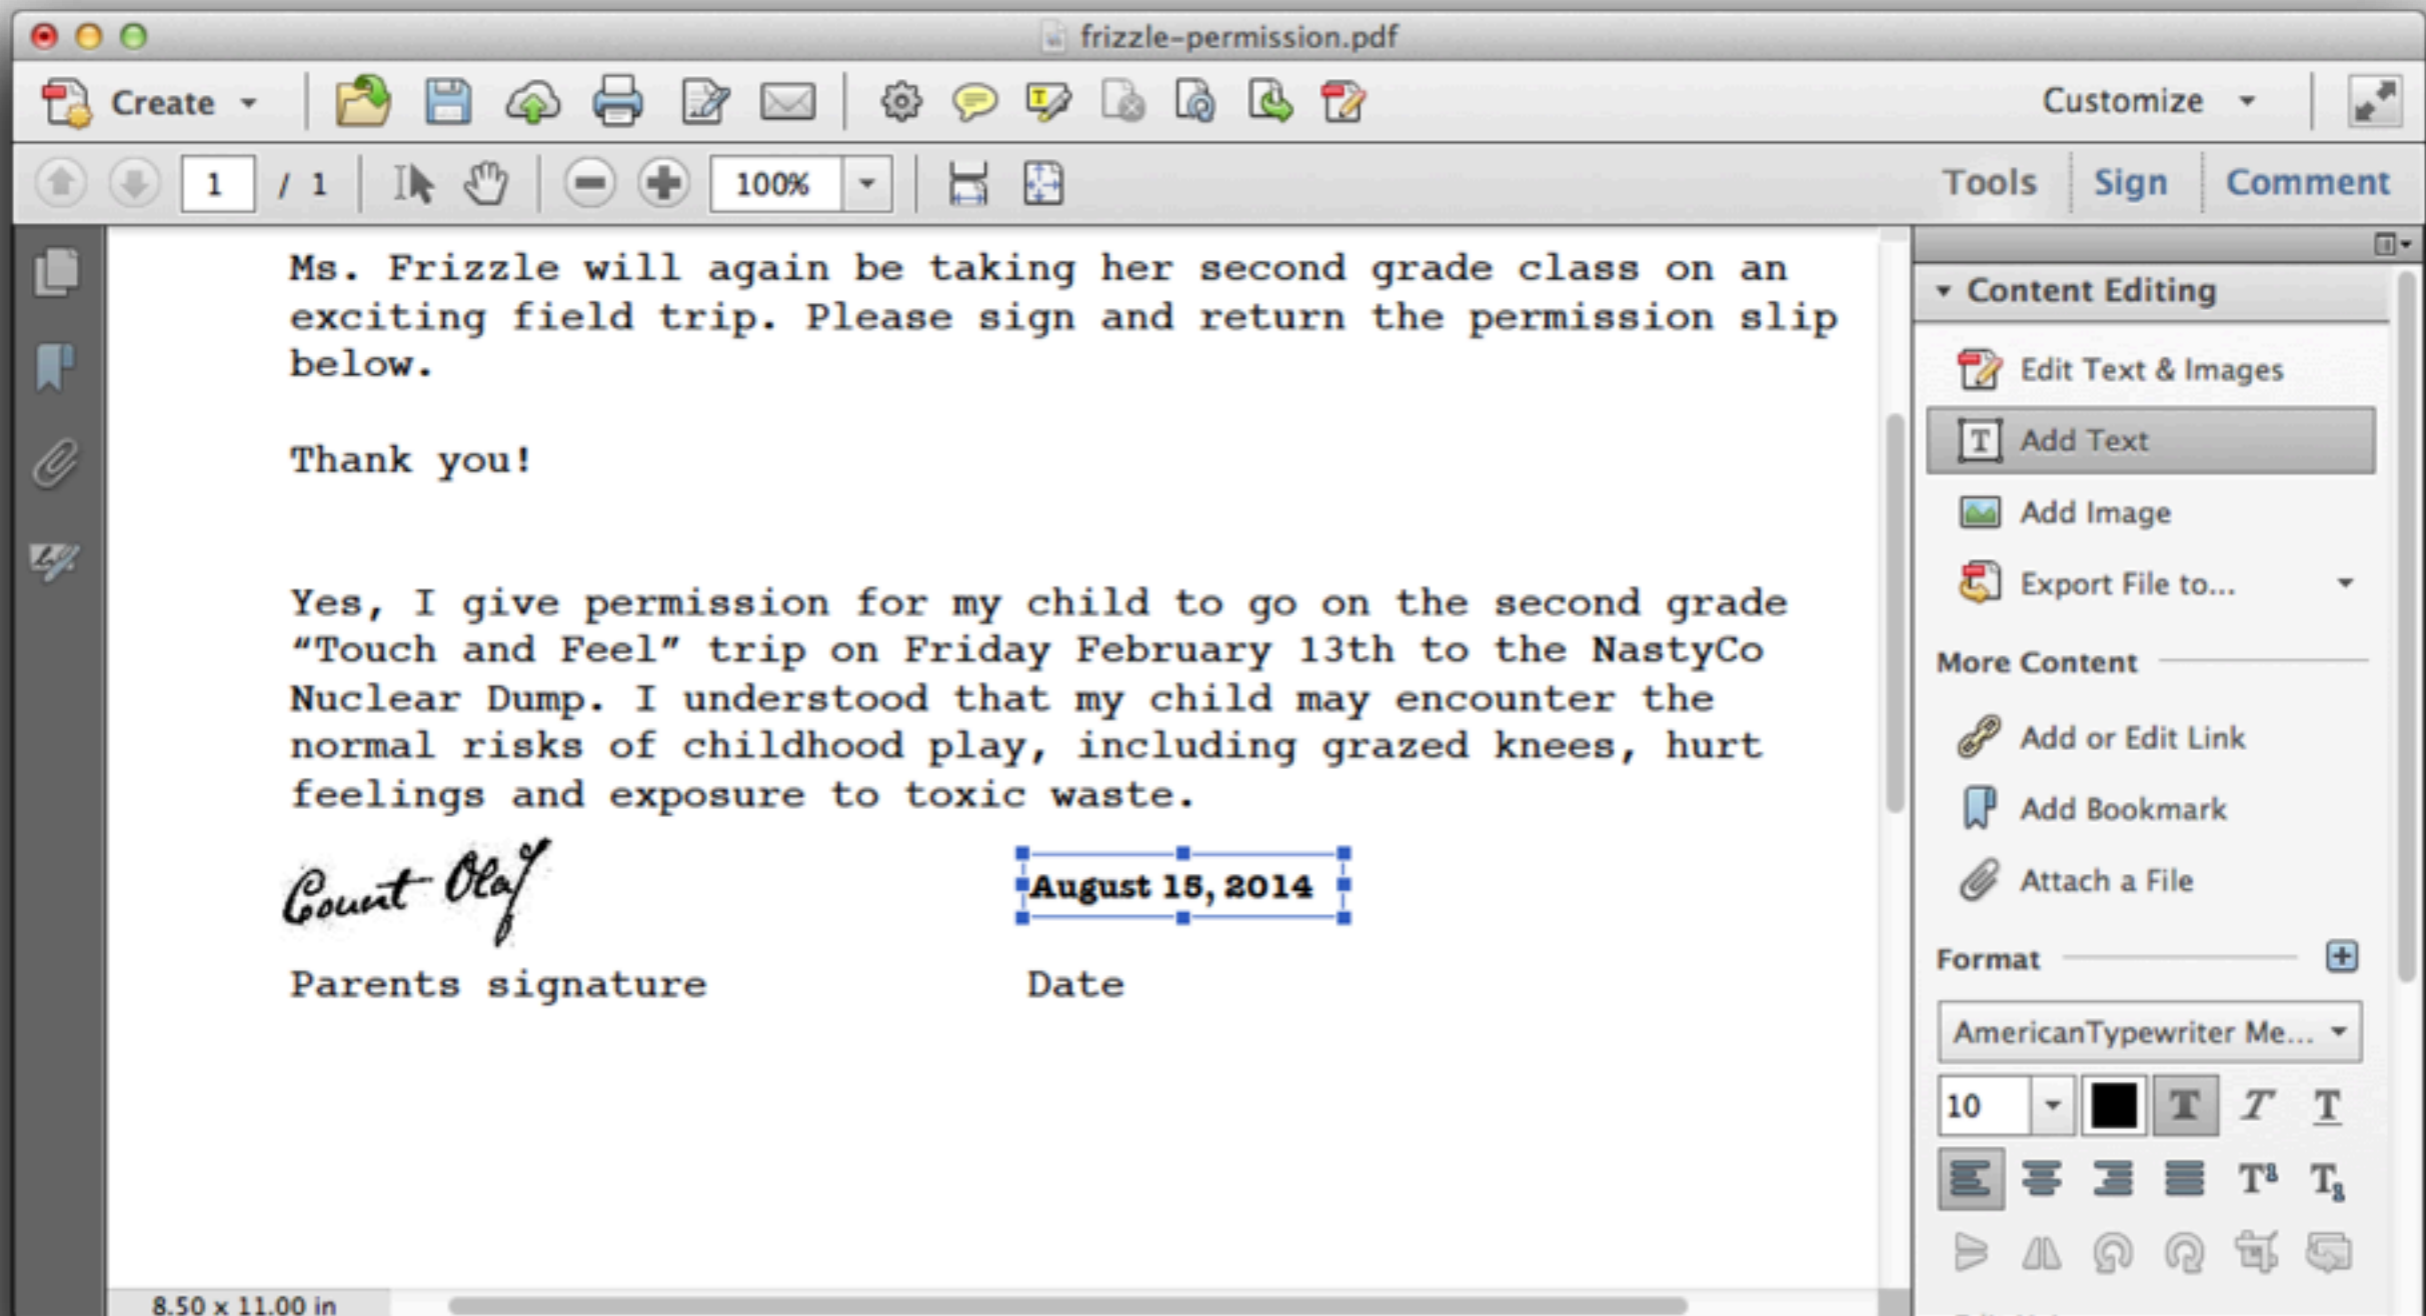 frizzle-permission.pdf
Create
Customize
1 / 1
100%
Tools Sign Comment
Ms. Frizzle will again be taking her second grade class on an
exciting field trip. Please sign and return the permission slip
below.
Thank you!
Yes, I give permission for my child to go on the second grade
“Touch and Feel” trip on Friday February 13th to the NastyCo
Nuclear Dump. I understood that my child may encounter the
normal risks of childhood play, including grazed knees, hurt
feelings and exposure to toxic waste.
Count Olaf
August 15, 2014
Parents signature
Date
8.50 x 11.00 in
Content Editing
Edit Text & Images
Add Text
Add Image
Export File to...
More Content
Add or Edit Link
Add Bookmark
Attach a File
Format
AmericanTypewriter Me...
10